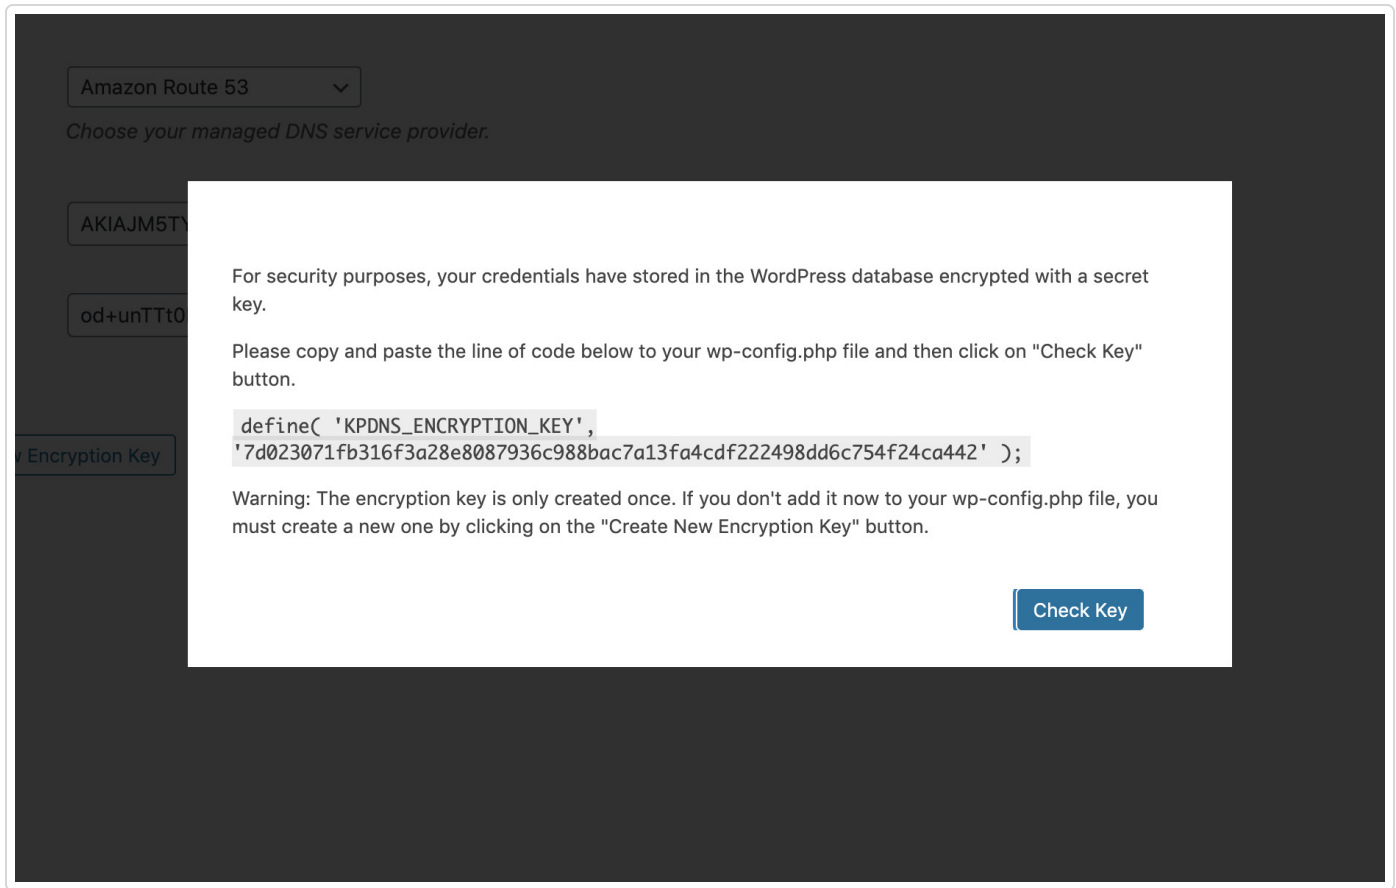 Amazon Route 53
Choose your managed DNS service provider.
AKIAJM5TY
For security purposes, your credentials have stored in the WordPress database encrypted with a secret
key.
od+unTTt0
Please copy and paste the line of code below to your wp-config.php file and then click on "Check Key"
button.
define( 'KPDNS_ENCRYPTION_KEY',
'7d023071fb316f3a28e8087936c988bac7a13fa4cdf222498dd6c754f24ca442' );
Encryption Key
Warning: The encryption key is only created once. If you don't add it now to your wp-config.php file, you
must create a new one by clicking on the "Create New Encryption Key" button.
Check Key